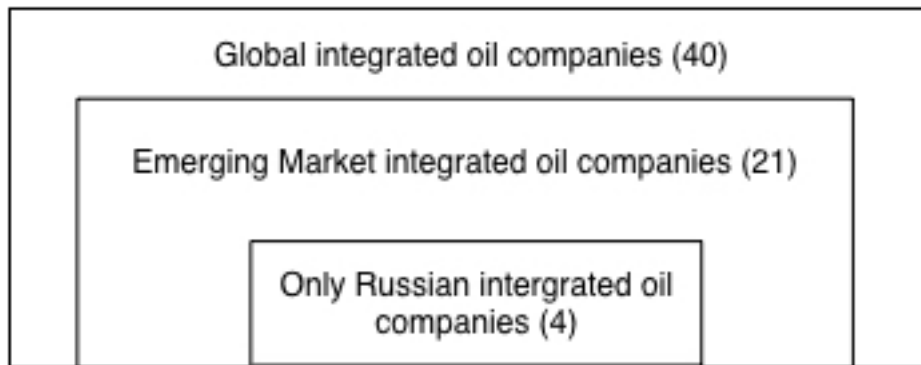 Global integrated oil companies (40)
Emerging Market integrated oil companies (21)
Only Russian intergrated oil
companies (4)